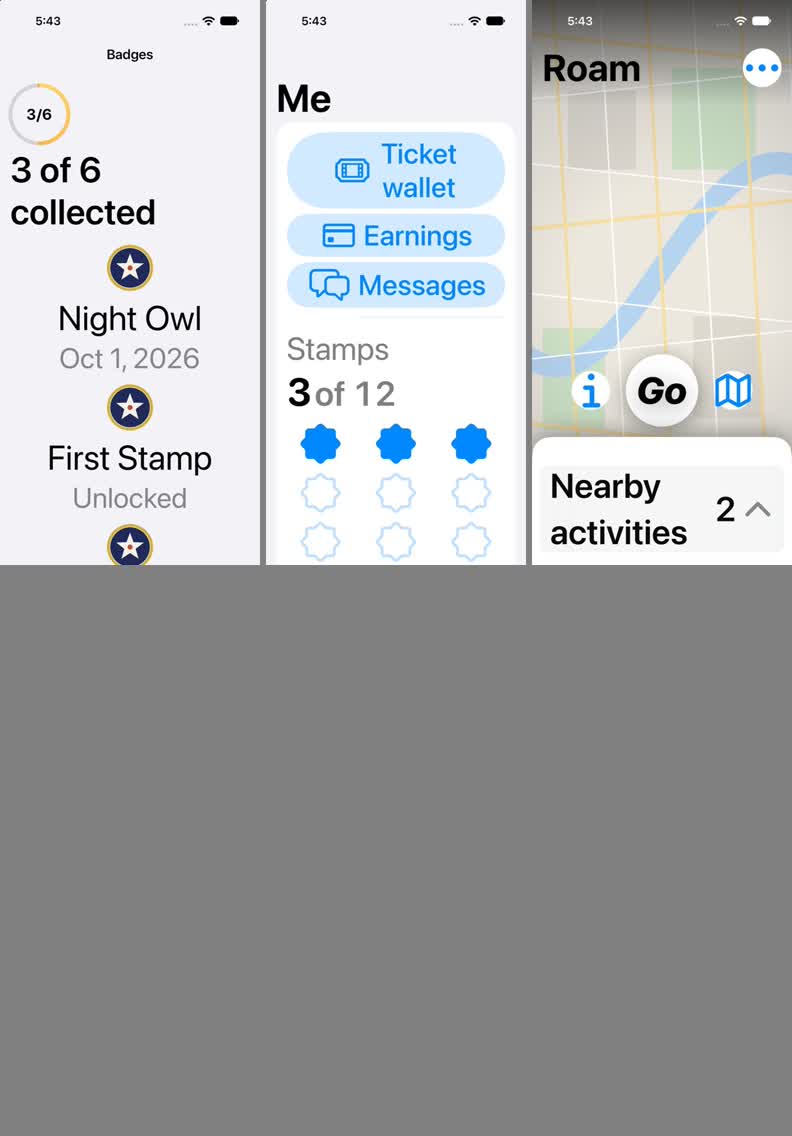 5:43
Badges
3/6
3 of 6
collected
Night Owl
Oct 1, 2026
First Stamp
Unlocked
5:43
Me
Ticket
wallet
Earnings
Messages
Stamps
3 of 12
5:43
Roam
Go
Nearby
activities
2